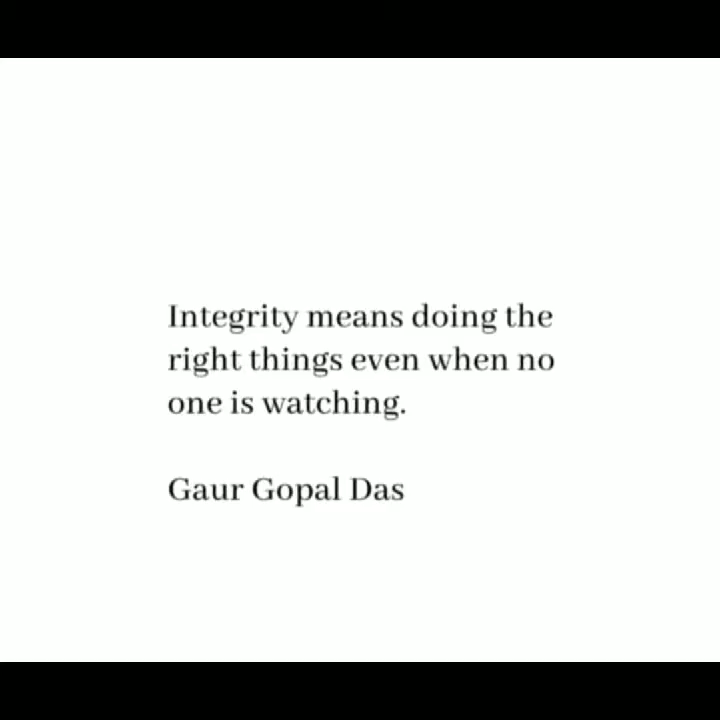 Integrity means doing the
right things even when no
one is watching.
Gaur Gopal Das